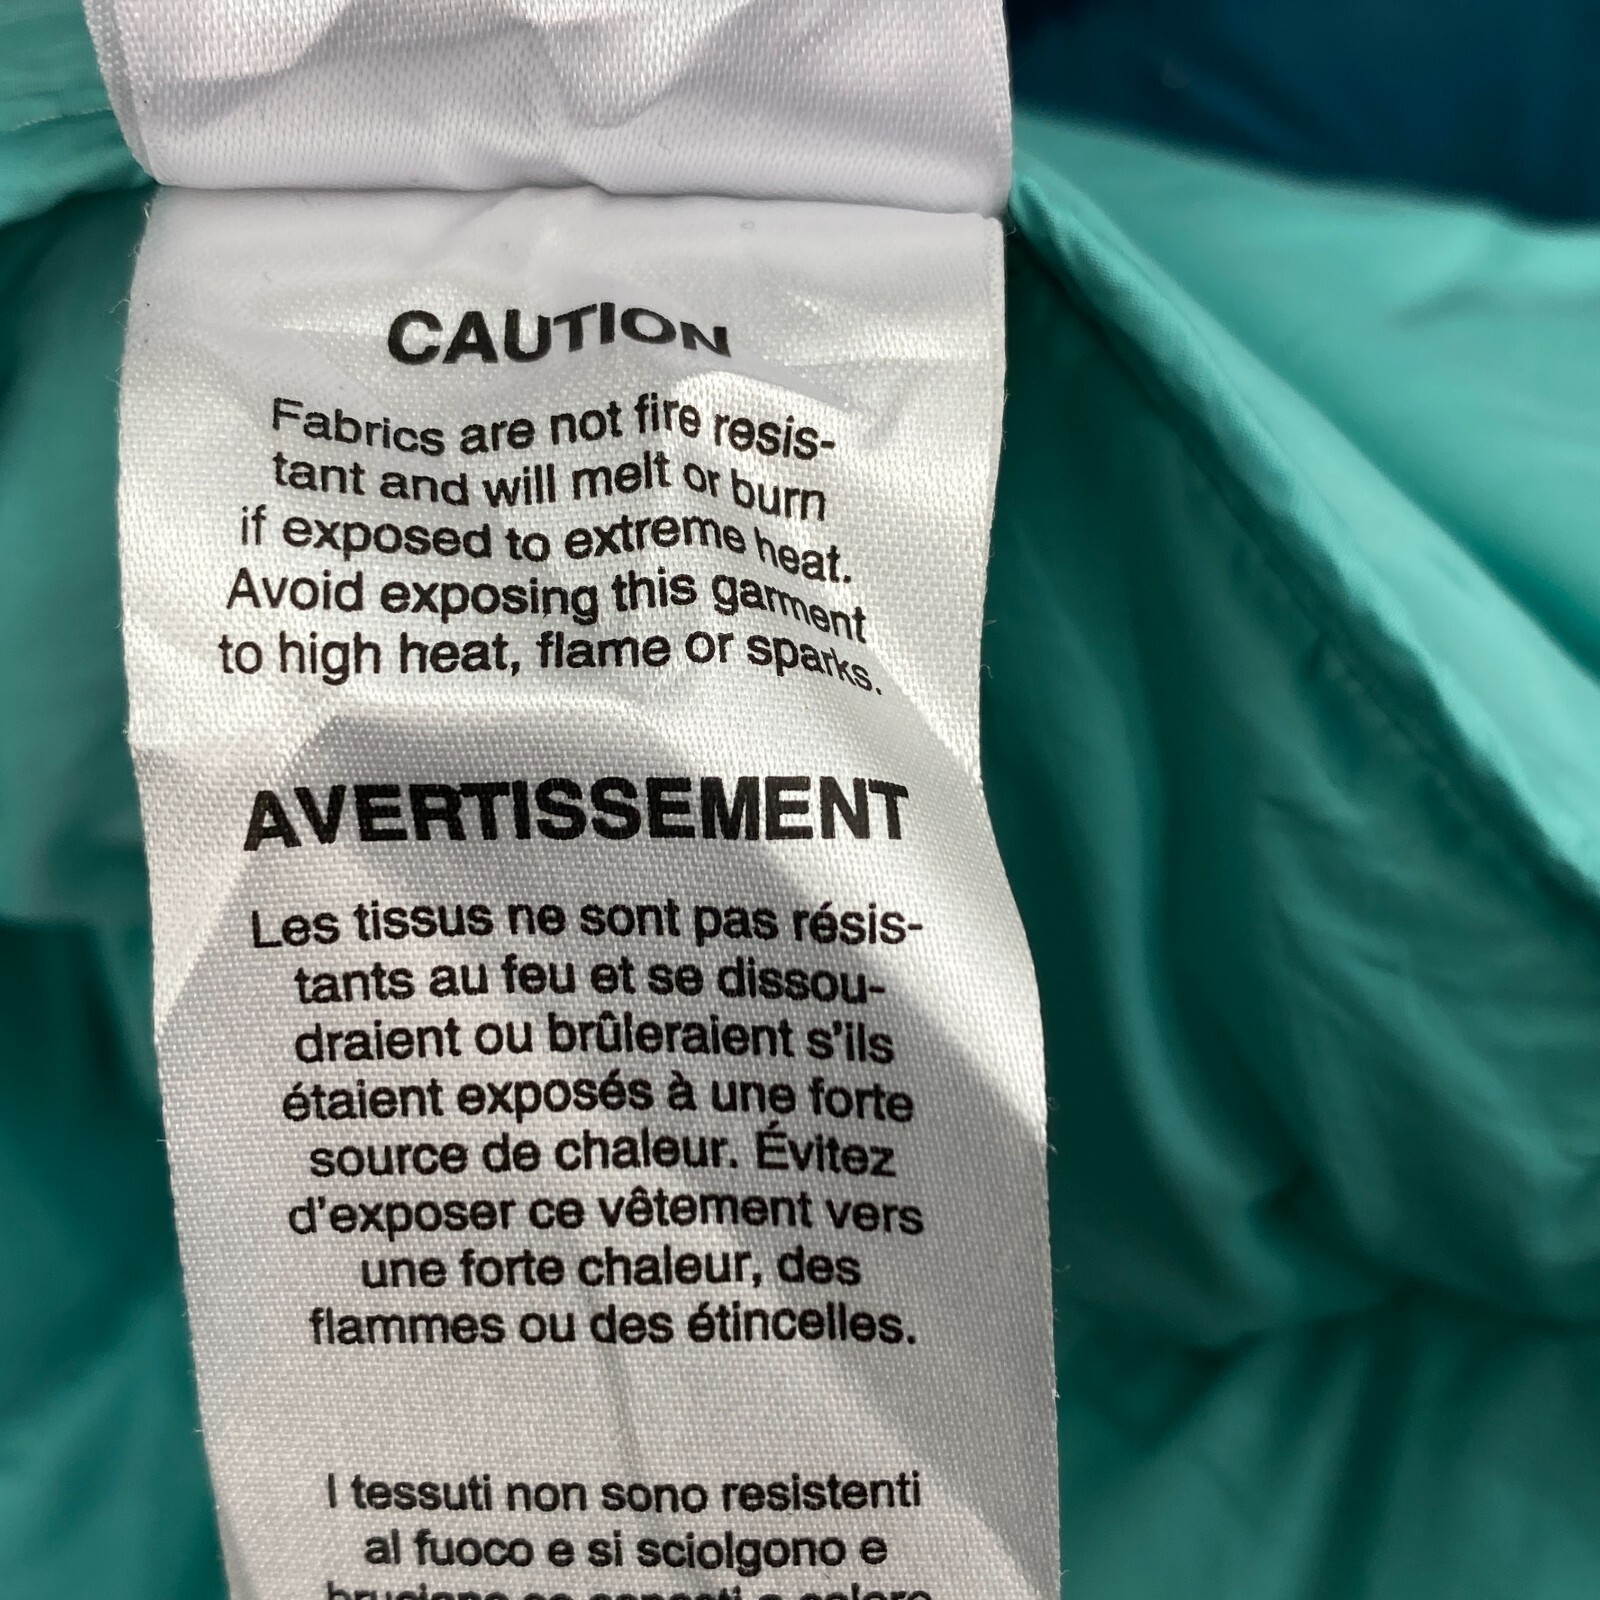 CAUTION
Fabrics are not fire resis-
tant and will melt or burn
if exposed to extreme heat.
Avoid exposing this garment
to high heat, flame or sparks.
AVERTISSEMENT
Les tissus ne sont pas résis-
tants au feu et se dissou-
draient ou brûleraient s'ils
étaient exposés à une forte
source de chaleur. Évitez
d'exposer ce vêtement vers
une forte chaleur, des
flammes ou des étincelles.
I tessuti non sono resistenti
al fuoco e si sciolgono e